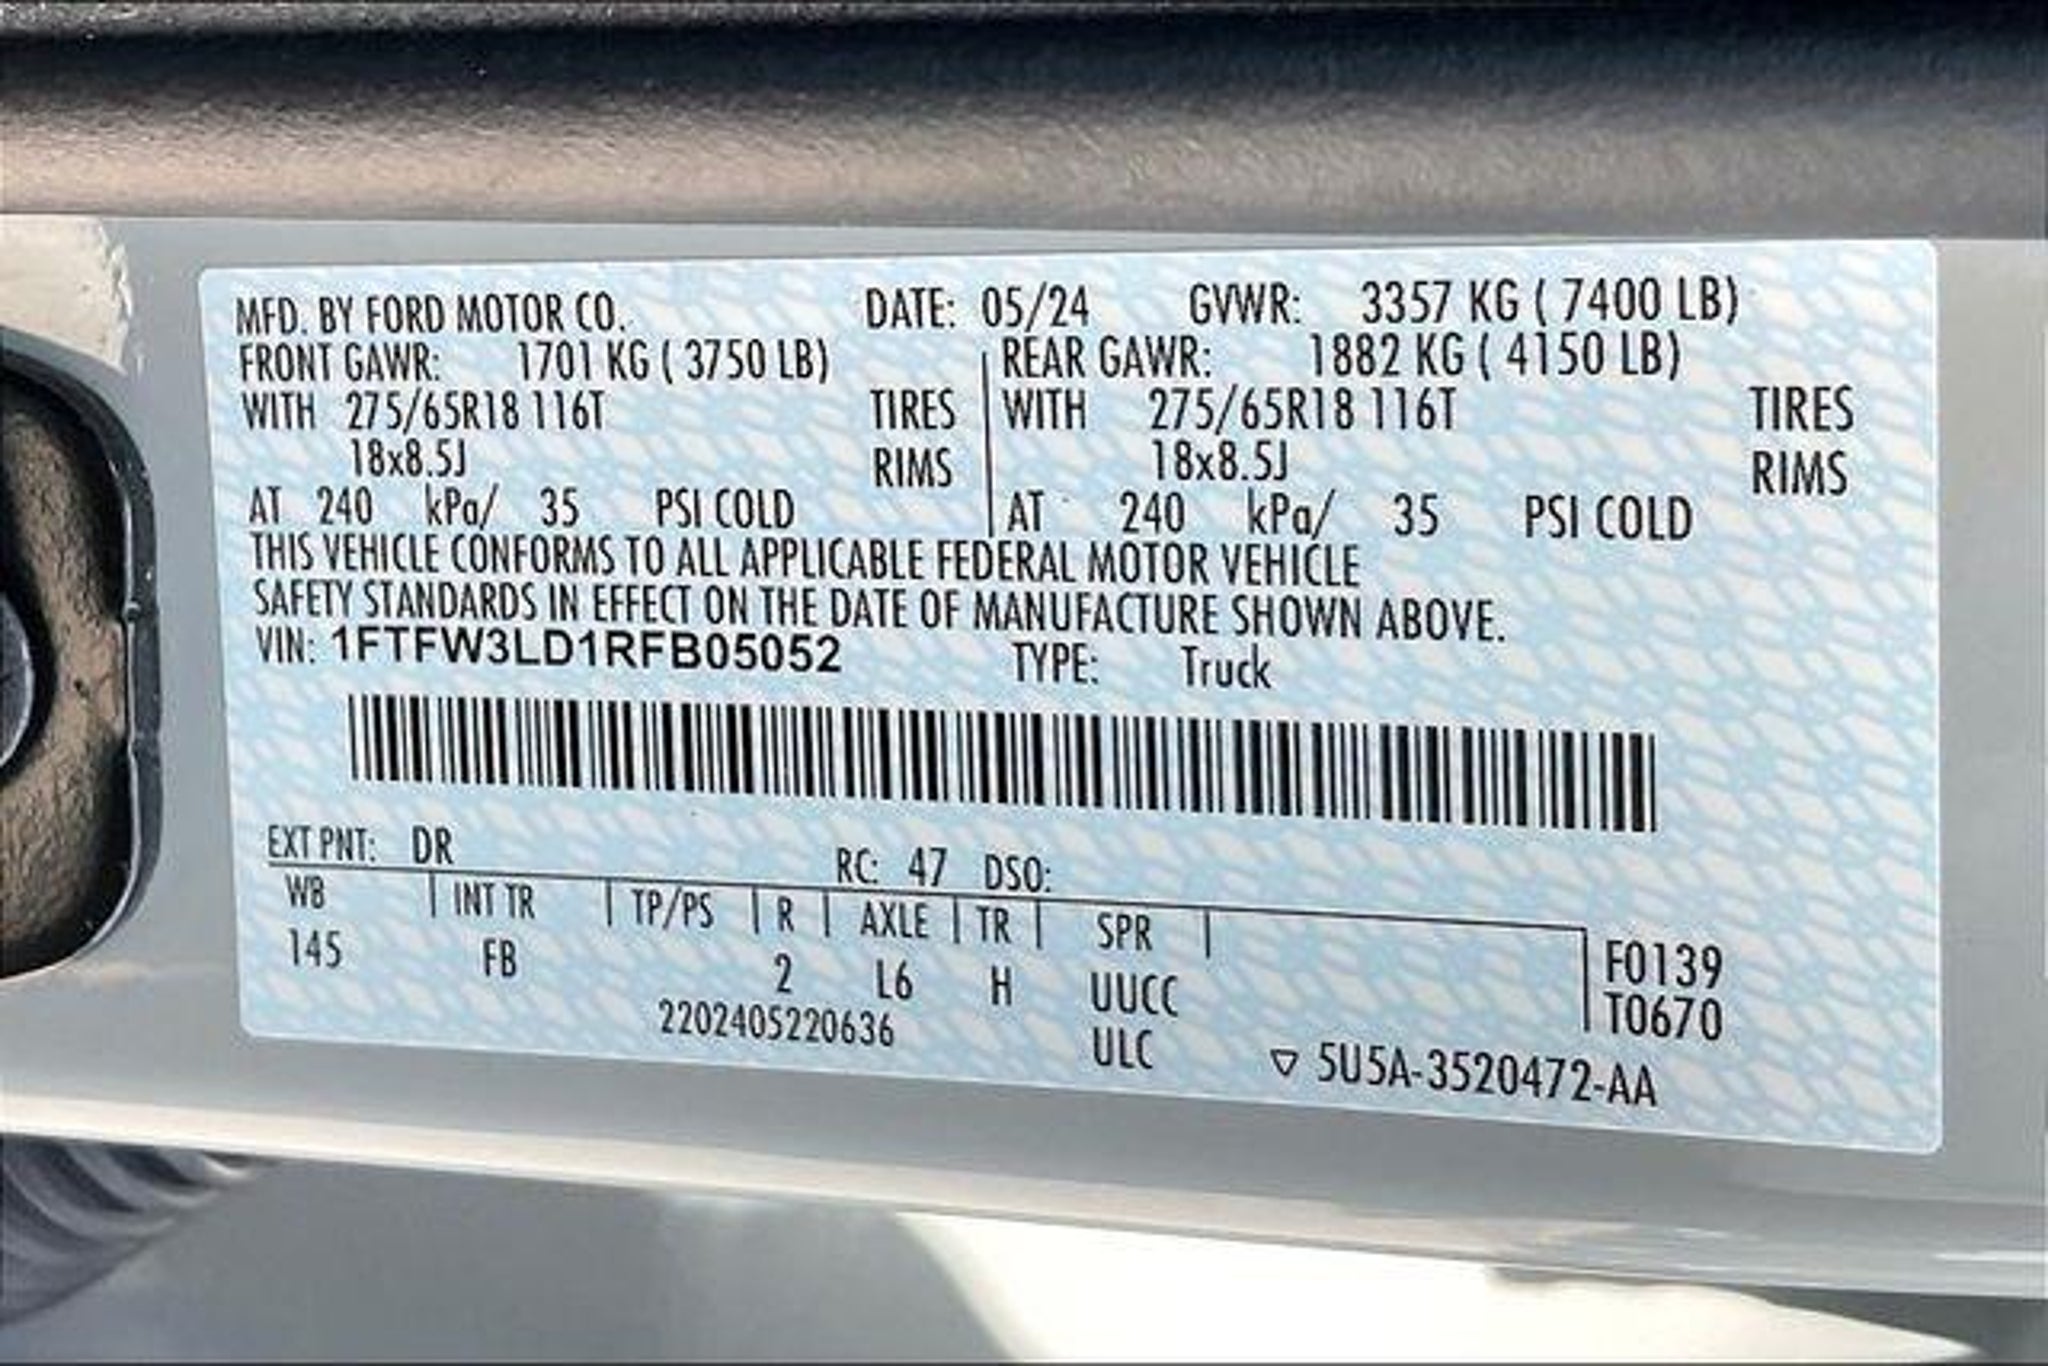 MFD. BY FORD MOTOR CO. DATE: 05/24 GVWR: 3357 KG ( 7400 LB)
FRONT GAWR: 1701 KG ( 3750 LB) REAR GAWR: 1882 KG ( 4150 LB)
WITH 275/65R18 116T TIRES WITH 275/65R18 116T TIRES
18x8.5J RIMS 18x8.5J RIMS
AT 240 kPa/ 35 PSI COLD AT 240 kPa/ 35 PSI COLD
THIS VEHICLE CONFORMS TO ALL APPLICABLE FEDERAL MOTOR VEHICLE
SAFETY STANDARDS IN EFFECT ON THE DATE OF MANUFACTURE SHOWN ABOVE.
VIN: 1FTFW3LD1RFB05052 TYPE: Truck
EXT PNT: DR RC: 47 DSO:
WB INT TR TP/PS R AXLE TR SPR
145 FB 2 L6 H UUCC F0139
2202405220636 ULC T0670
▽ 5U5A-3520472-AA